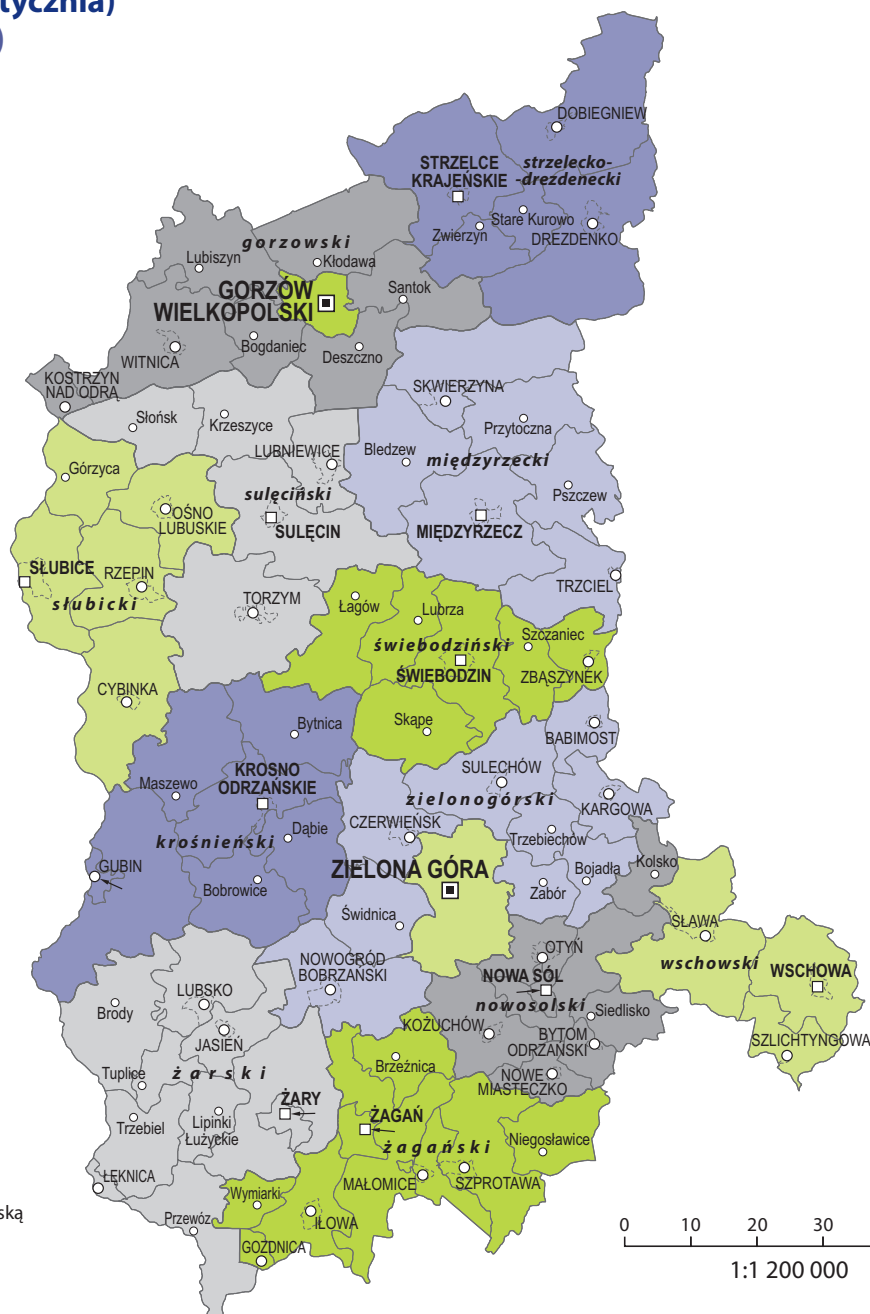 tycznia)
)
DOBIEGNIEW
STRZELCE
KRAJEŃSKIE
strzelecko-
-drezdenecki
Stare Kurowo
Zwierzyn
DREZDENKO
gorzowski
Lubiszyn
Kłodawa
GORZÓW
WIELKOPOLSKI
Santok
Bogdaniec
Deszczno
WITNICA
KOSTRZYN
NAD ODRĄ
SKWIERZYNA
Słońsk
Krzeszyce
Przytoczna
LUBNIEWICE
Bledzew
międzyrzecki
Górzyca
sulęciński
Pszczew
OŚNO
LUBUSKIE
SULĘCIN
MIĘDZYRZECZ
SŁUBICE
RZEPIN
słubicki
TORZYM
TRZCIEL
Łagów
Lubrza
świebodziński
Szczaniec
ŚWIEBODZIN
ZBĄSZYNEK
CYBINKA
Skąpe
Bytnica
BABIMOST
KROSNO
ODRZAŃSKIE
Maszewo
SULECHÓW
zielonogórski
KARGOWA
CZERWIEŃSK
Dąbie
krośnieński
Trzebiechów
GUBIN
ZIELONA GÓRA
Bojadła
Kolsko
Bobrowice
Zabór
Świdnica
SŁAWA
OTYŃ
NOWOGRÓD
BOBRZAŃSKI
wschowski
WSCHOWA
NOWA SÓL
nowosolski
LUBSKO
Brody
Siedlisko
KOŻUCHÓW
JASIEŃ
BYTOM
ODRZAŃSKI
SZLICHTYNGOWA
Brzeźnica
Tuplice
żarski
NOWE
MIASTECZKO
ŻARY
Trzebiel
Lipinki
Łużyckie
ŻAGAŃ
żagański
Niegosławice
ŁĘKNICA
MAŁOMICE
SZPROTAWA
Wymiarki
Przewóz
IŁOWA
GOZDNICA
ską
0 10 20 30
1:1 200 000